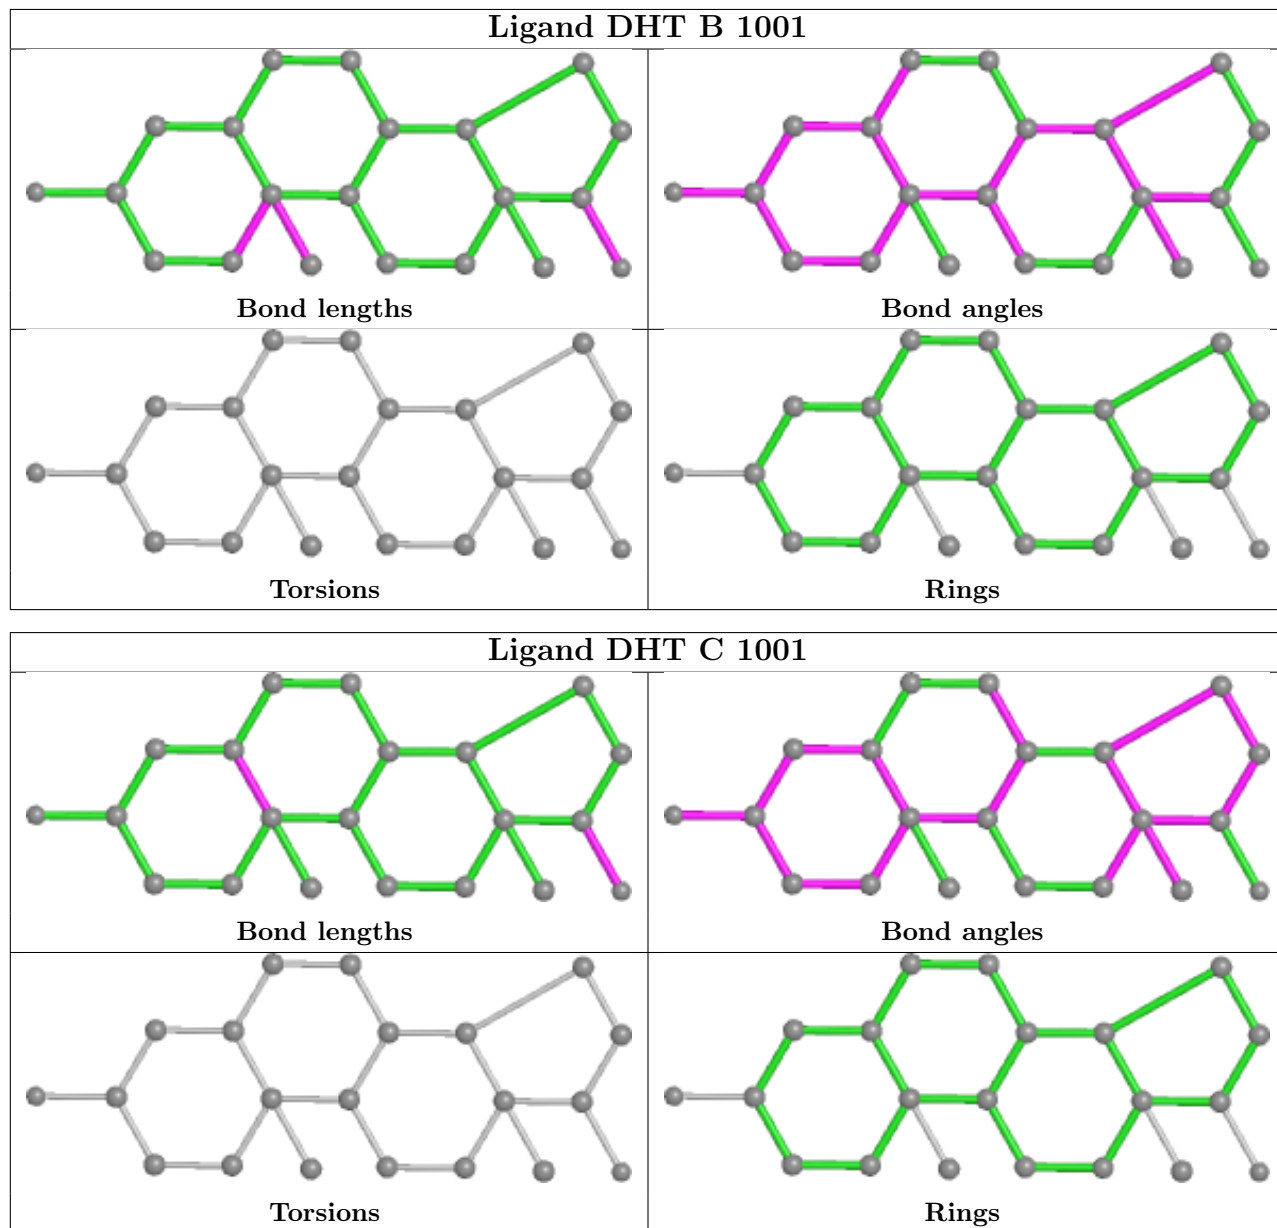 Ligand DHT B 1001
Bond lengths
Bond angles
Torsions
Rings
Ligand DHT C 1001
Bond lengths
Bond angles
Torsions
Rings